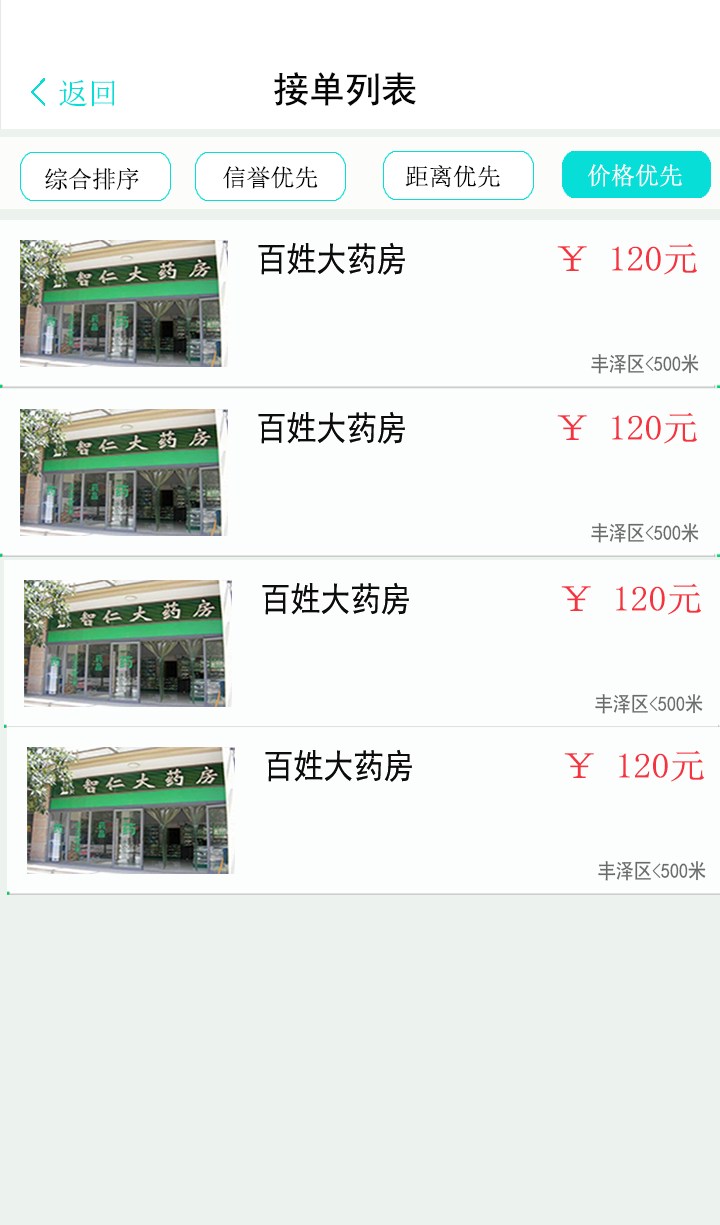 返回
接单列表
综合排序 信誉优先 距离优先 价格优先
智仁大药房
百姓大药房
￥ 120元
丰泽区<500米
智仁大药房
百姓大药房
￥ 120元
丰泽区<500米
智仁大药房
百姓大药房
￥ 120元
丰泽区<500米
智仁大药房
百姓大药房
￥ 120元
丰泽区<500米